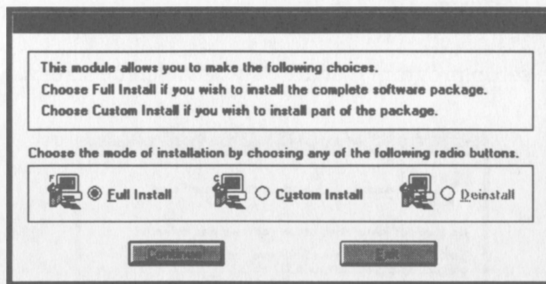 This module allows you to make the following choices.
Choose Full Install if you wish to install the complete software package.
Choose Custom Install if you wish to install part of the package.
Choose the mode of installation by choosing any of the following radio buttons.
Full Install Custom Install Deinstall
Continue Exit